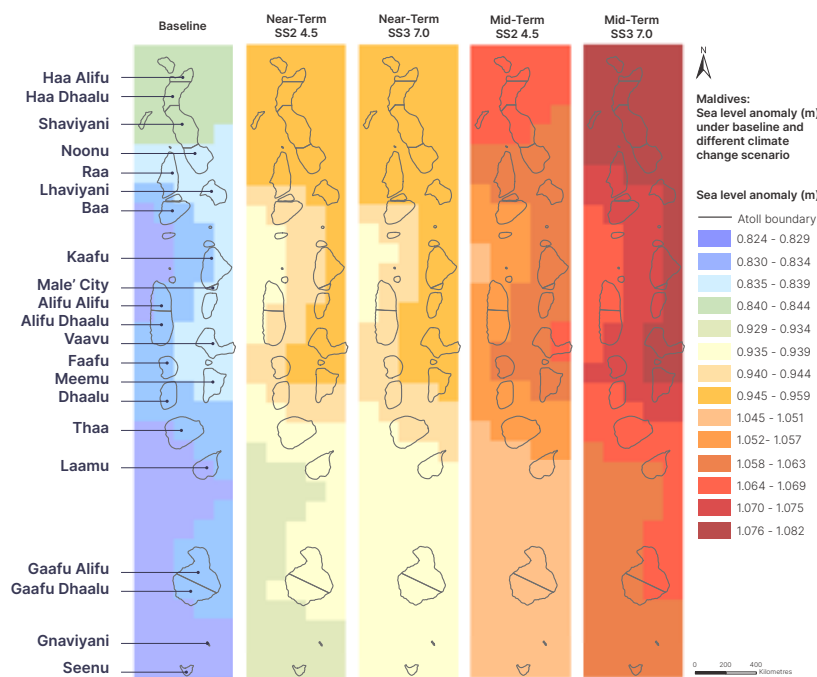 Baseline
Near-Term
SS2 4.5
Near-Term
SS3 7.0
Mid-Term
SS2 4.5
Mid-Term
SS3 7.0
Haa Alifu
Haa Dhaalu
Shaviyani
Noonu
Raa
Lhaviyani
Baa
Kaafu
Male' City
Alifu Alifu
Alifu Dhaalu
Vaavu
Faafu
Meemu
Dhaalu
Thaa
Laamu
Gaafu Alifu
Gaafu Dhaalu
Gnaviyani
Seenu
N
Maldives:
Sea level anomaly (m)
under baseline and
different climate
change scenario
Sea level anomaly (m)
Atoll boundary
0.824 - 0.829
0.830 - 0.834
0.835 - 0.839
0.840 - 0.844
0.929 - 0.934
0.935 - 0.939
0.940 - 0.944
0.945 - 0.959
1.045 - 1.051
1.052- 1.057
1.058 - 1.063
1.064 - 1.069
1.070 - 1.075
1.076 - 1.082
0 200 400
Kilometres